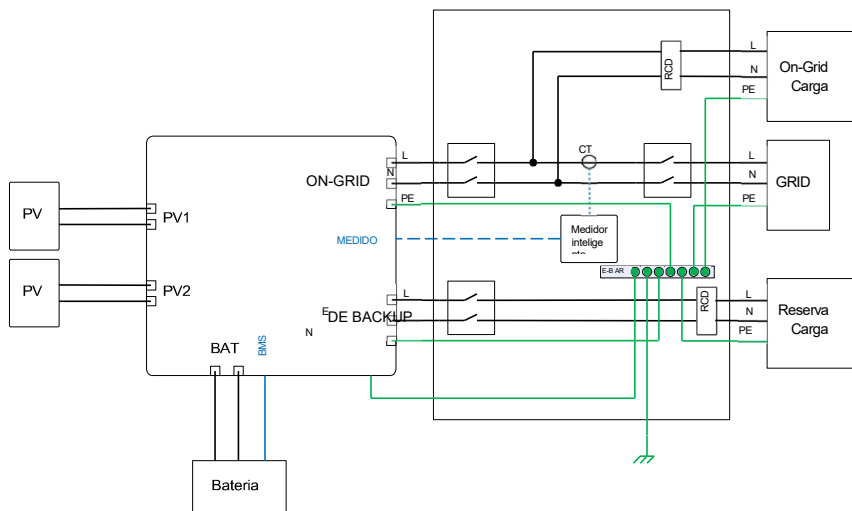 L
N
PE
RCD
On-Grid
Carga
ON-GRID
L
N
PE
CT
L
N
PE
GRID
PV
PV1
MEDIDO
Medidor
intelige
nte
E-B AR
PV
PV2
E
DE BACKUP
N
L
RCD
L
N
PE
Reserva
Carga
BAT
BMS
Bateria